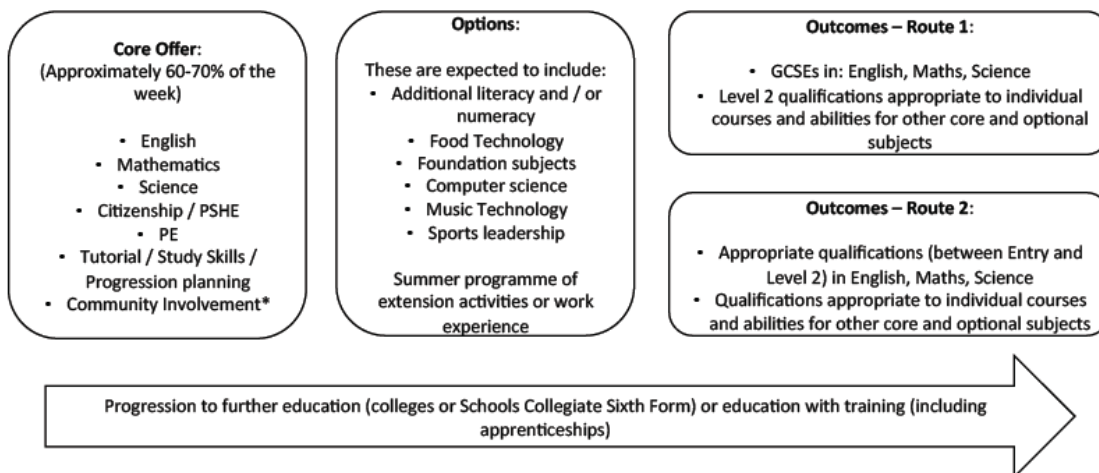 Core Offer:
(Approximately 60-70% of the
week)
• English
• Mathematics
• Science
• Citizenship / PSHE
• PE
• Tutorial / Study Skills /
Progression planning
• Community Involvement*
Options:
These are expected to include:
• Additional literacy and / or
numeracy
• Food Technology
• Foundation subjects
• Computer science
• Music Technology
• Sports leadership
Summer programme of
extension activities or work
experience
Outcomes – Route 1:
• GCSEs in: English, Maths, Science
• Level 2 qualifications appropriate to individual
courses and abilities for other core and optional
subjects
Outcomes – Route 2:
• Appropriate qualifications (between Entry and
Level 2) in English, Maths, Science
• Qualifications appropriate to individual courses
and abilities for other core and optional subjects
Progression to further education (colleges or Schools Collegiate Sixth Form) or education with training (including
apprenticeships)